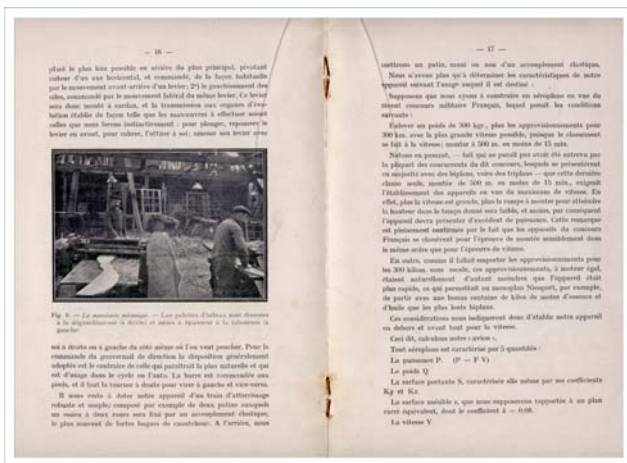 — 16 —
placé le plus loin possible en arrière du plan principal, pivotant
autour d'un axe horizontal, et commandé, de la façon habituelle
par le mouvement avant-arrière d'un levier; 2°) le gauchissement des
ailes, commandé par le mouvement latéral du même levier. Ce levier
sera donc monté à cardan, et la transmission aux organes d'évo-
lution établie de façon telle que les manœuvres à effectuer soient
celles que nous ferons instinctivement : pour plonger, repousser le
levier en avant, pour cabrer, l'attirer à soi; amener son levier avec
Fig. 9. — La menuiserie mécanique. — Les palettes d'hélices sont
à la dégauchisseuse (à droite) et mises à épaisseur à la raboteuse (à
gauche)
soi à droite ou à gauche du côté même où l'on veut pencher. Pour la
commande du gouvernail de direction la disposition généralement
adoptée est le contraire de celle qui paraîtrait la plus naturelle et qui
est d'usage dans le cycle ou l'auto. La barre est commandée aux
pieds, et il faut la tourner à droite pour virer à gauche et vice-versa.
Il nous reste à doter notre appareil d'un train d'atterrissage
robuste et souple; composé par exemple de deux patins auxquels
un essieu à deux roues sera fixé par un accouplement élastique,
le plus souvent de fortes bagues de caoutchouc. A l'arrière, nous
— 17 —
mettrons un patin, muni ou non d'un accouplement élastique.
Nous n'avons plus qu'à déterminer les caractéristiques de notre
appareil suivant l'usage auquel il est destiné :
Supposons que nous ayons à construire un aéroplane en vue du
récent concours militaire Français, lequel posait les conditions
suivantes :
Enlever un poids de 300 kgr., plus les approvisionnements pour
300 km. avec la plus grande vitesse possible, puisque le classement
se fait à la vitesse; monter à 500 m. en moins de 15 min.
Notons en passant, — fait qui ne paraît pas avoir été entrevu par
la plupart des concurrents du dit concours, lesquels se présentèrent
en majorité avec des biplans, voire des triplans — que cette dernière
clause seule, montée de 500 m. en moins de 15 min., exigeait
l'établissement des appareils en vue du maximum de vitesse. En
effet, plus la vitesse est grande, plus la rampe à monter pour atteindre
la hauteur dans le temps donné sera faible, et moins, par conséquent
l'appareil devra présenter d'excédent de puissance. Cette remarque
est pleinement confirmée par le fait que les appareils du concours
Français se classèrent pour l'épreuve de montée sensiblement dans
le même ordre que pour l'épreuve de vitesse.
En outre, comme il fallait emporter les approvisionnements pour
les 300 kilom. sans escale, ces approvisionnements, à moteur égal,
étaient naturellement d'autant moindres que l'appareil était
plus rapide, ce qui permettait au monoplan Nieuport, par exemple,
de partir avec une bonne centaine de kilos de moins d'essence et
d'huile que les plus lents biplans.
Ces considérations nous indiqueront donc d'établir notre appareil
en dehors et avant tout pour la vitesse.
Ceci dit, calculons notre « avion ».
Tout aéroplane est caractérisé par 5 quantités :
La puissance P. (P = F V)
Le poids Q
La surface portante S, caractérisée elle même par ses coefficients
Ky et Kx.
La surface nuisible s, que nous supposerons rapportée à un plan
carré équivalent, dont le coefficient k = 0.08.
La vitesse V